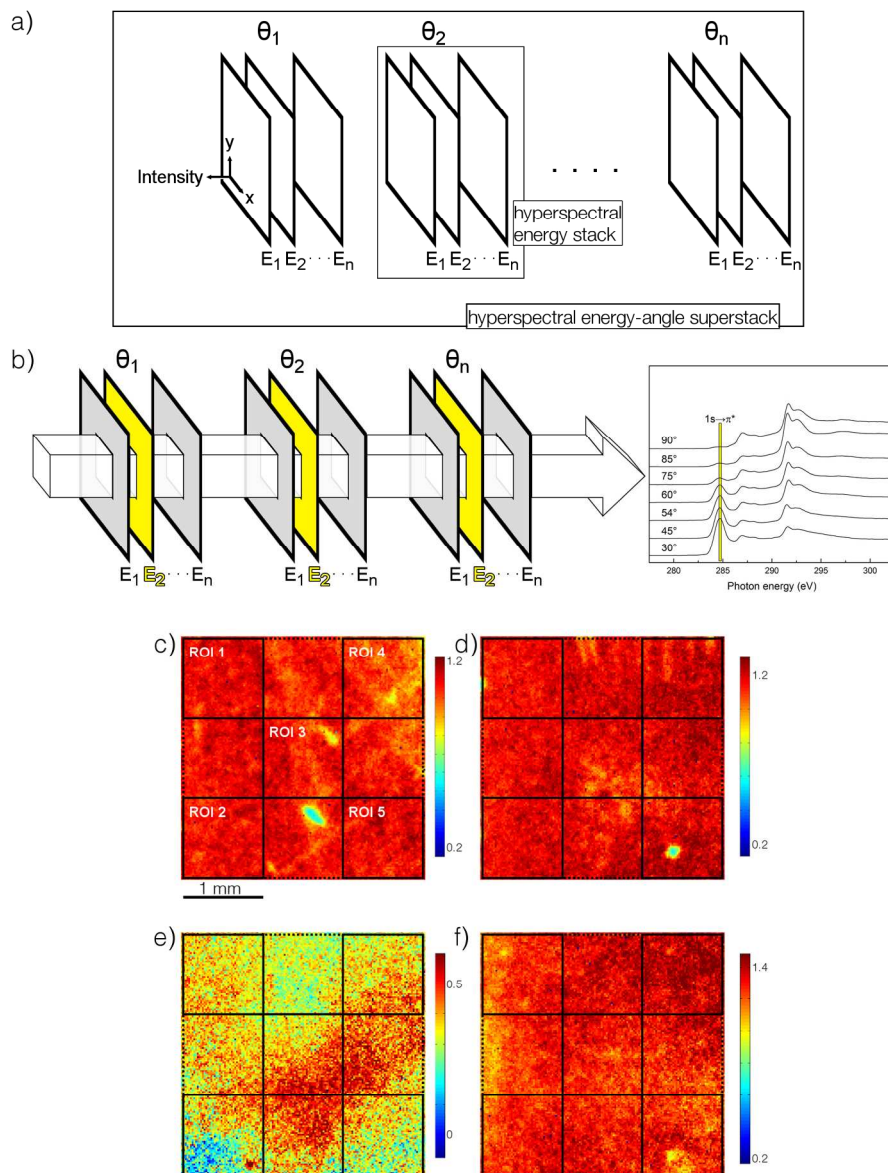 a)
θ1 θ2 θn
y
Intensity
x
. . . .
hyperspectral
energy stack
E1 E2 ··· En E1 E2 ··· En E1 E2 ··· En
hyperspectral energy-angle superstack
b)
θ1 θ2 θn
1s→π*
90°
85°
75°
60°
54°
45°
30°
280 285 290 295 300
Photon energy (eV)
E1 E2 ··· En E1 E2 ··· En E1 E2 ··· En
c) d)
ROI 1 ROI 4 1.2 1.2
ROI 3
ROI 2 ROI 5
0.2 0.2
1 mm
e) f)
0.5 1.4
0 0.2